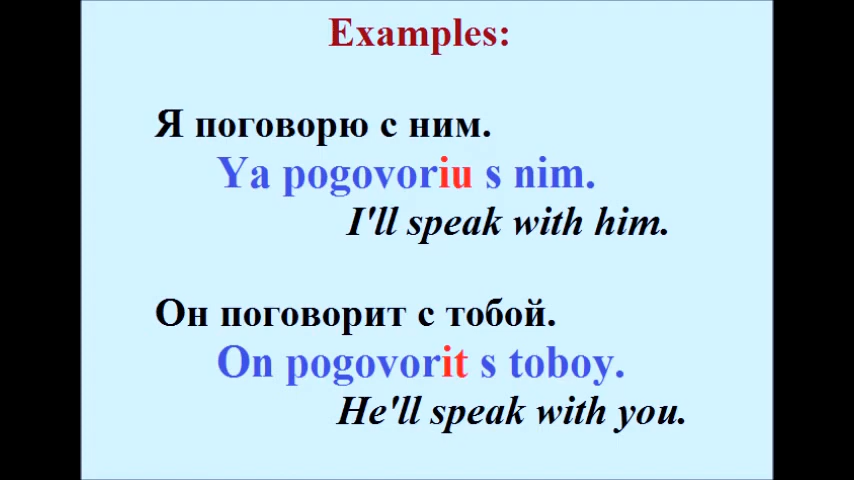 Examples:
Я поговорю с ним.
Ya pogovoriu s nim.
I'll speak with him.
Он поговорит с тобой.
On pogovorit s toboy.
He'll speak with you.